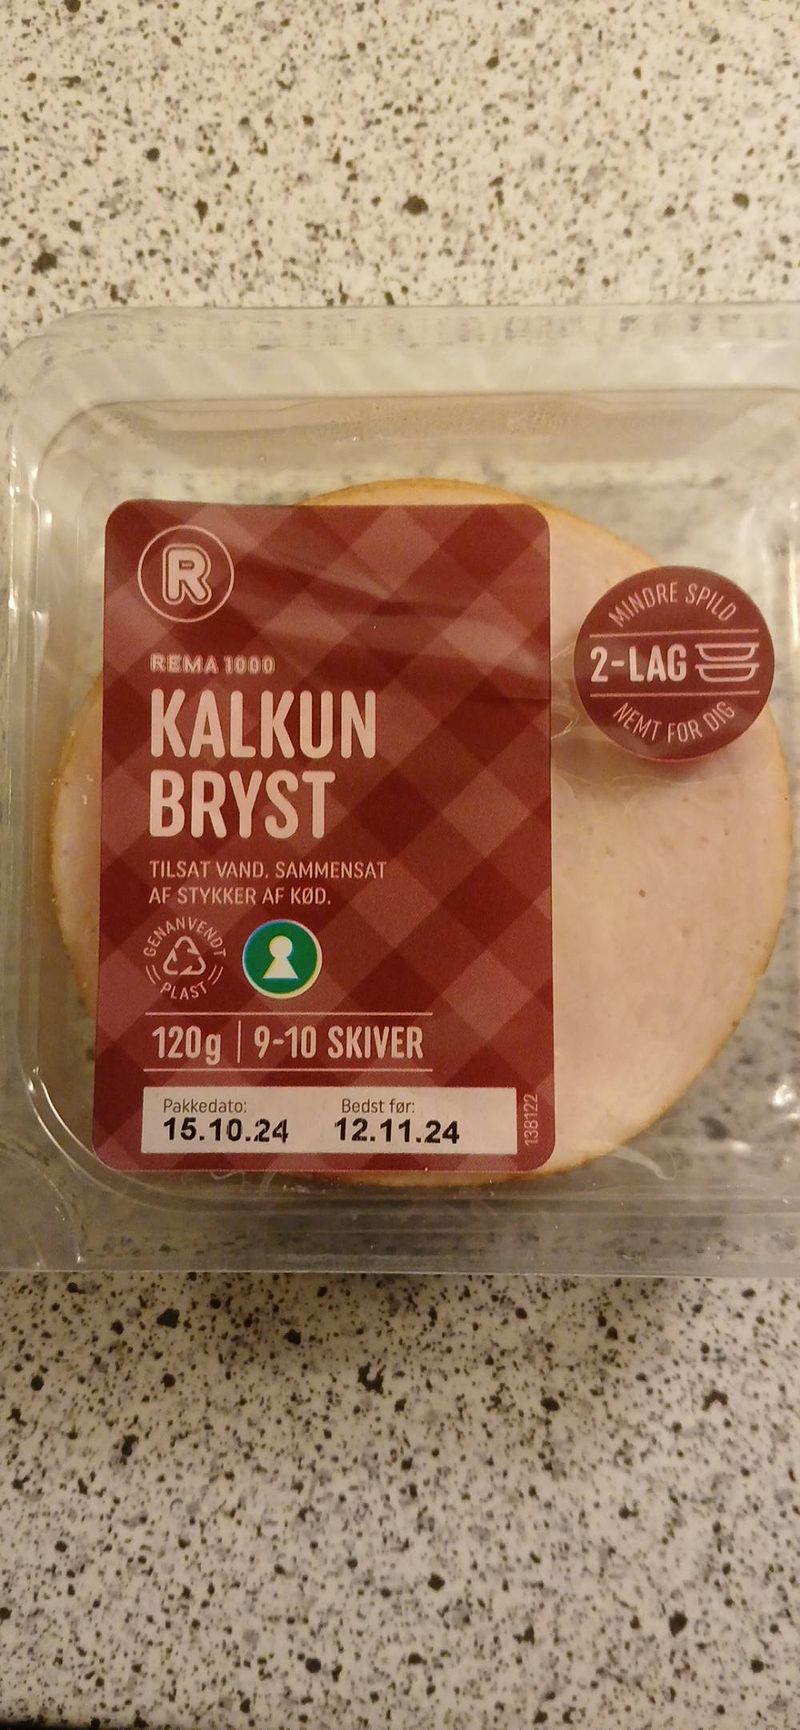 R
REMA 1000
KALKUN
BRYST
TILSAT VAND. SAMMENSAT
AF STYKKER AF KØD.
GENANVENDT
PLAST
120g | 9-10 SKIVER
Pakkedato: Bedst før:
15.10.24 12.11.24
138122
MINDRE SPILD
2-LAG
NEMT FOR DIG